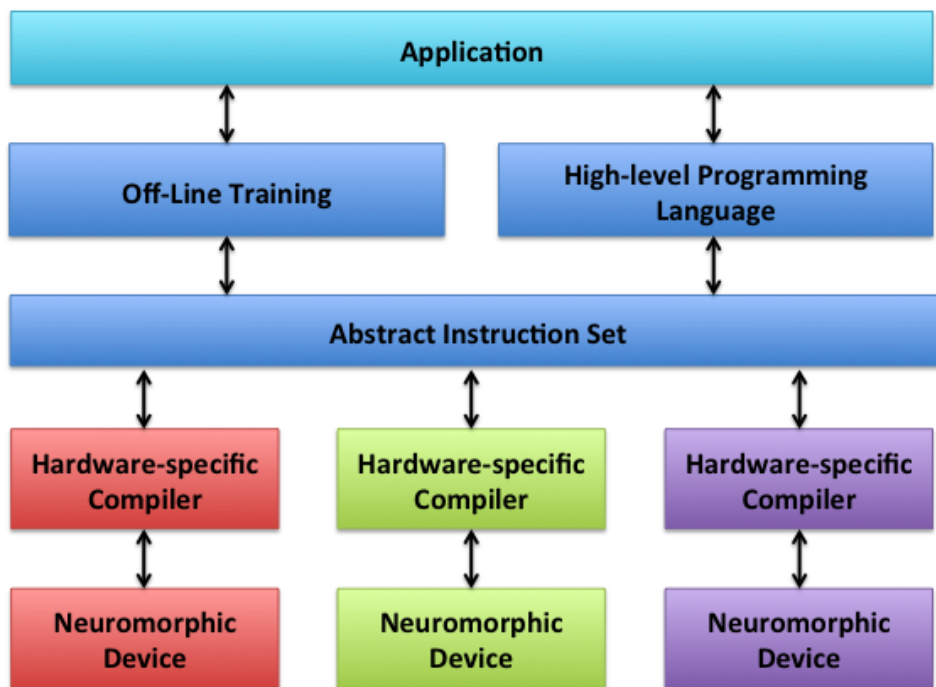 Application
Off-Line Training
High-level Programming
Language
Abstract Instruction Set
Hardware-specific
Compiler
Hardware-specific
Compiler
Hardware-specific
Compiler
Neuromorphic
Device
Neuromorphic
Device
Neuromorphic
Device